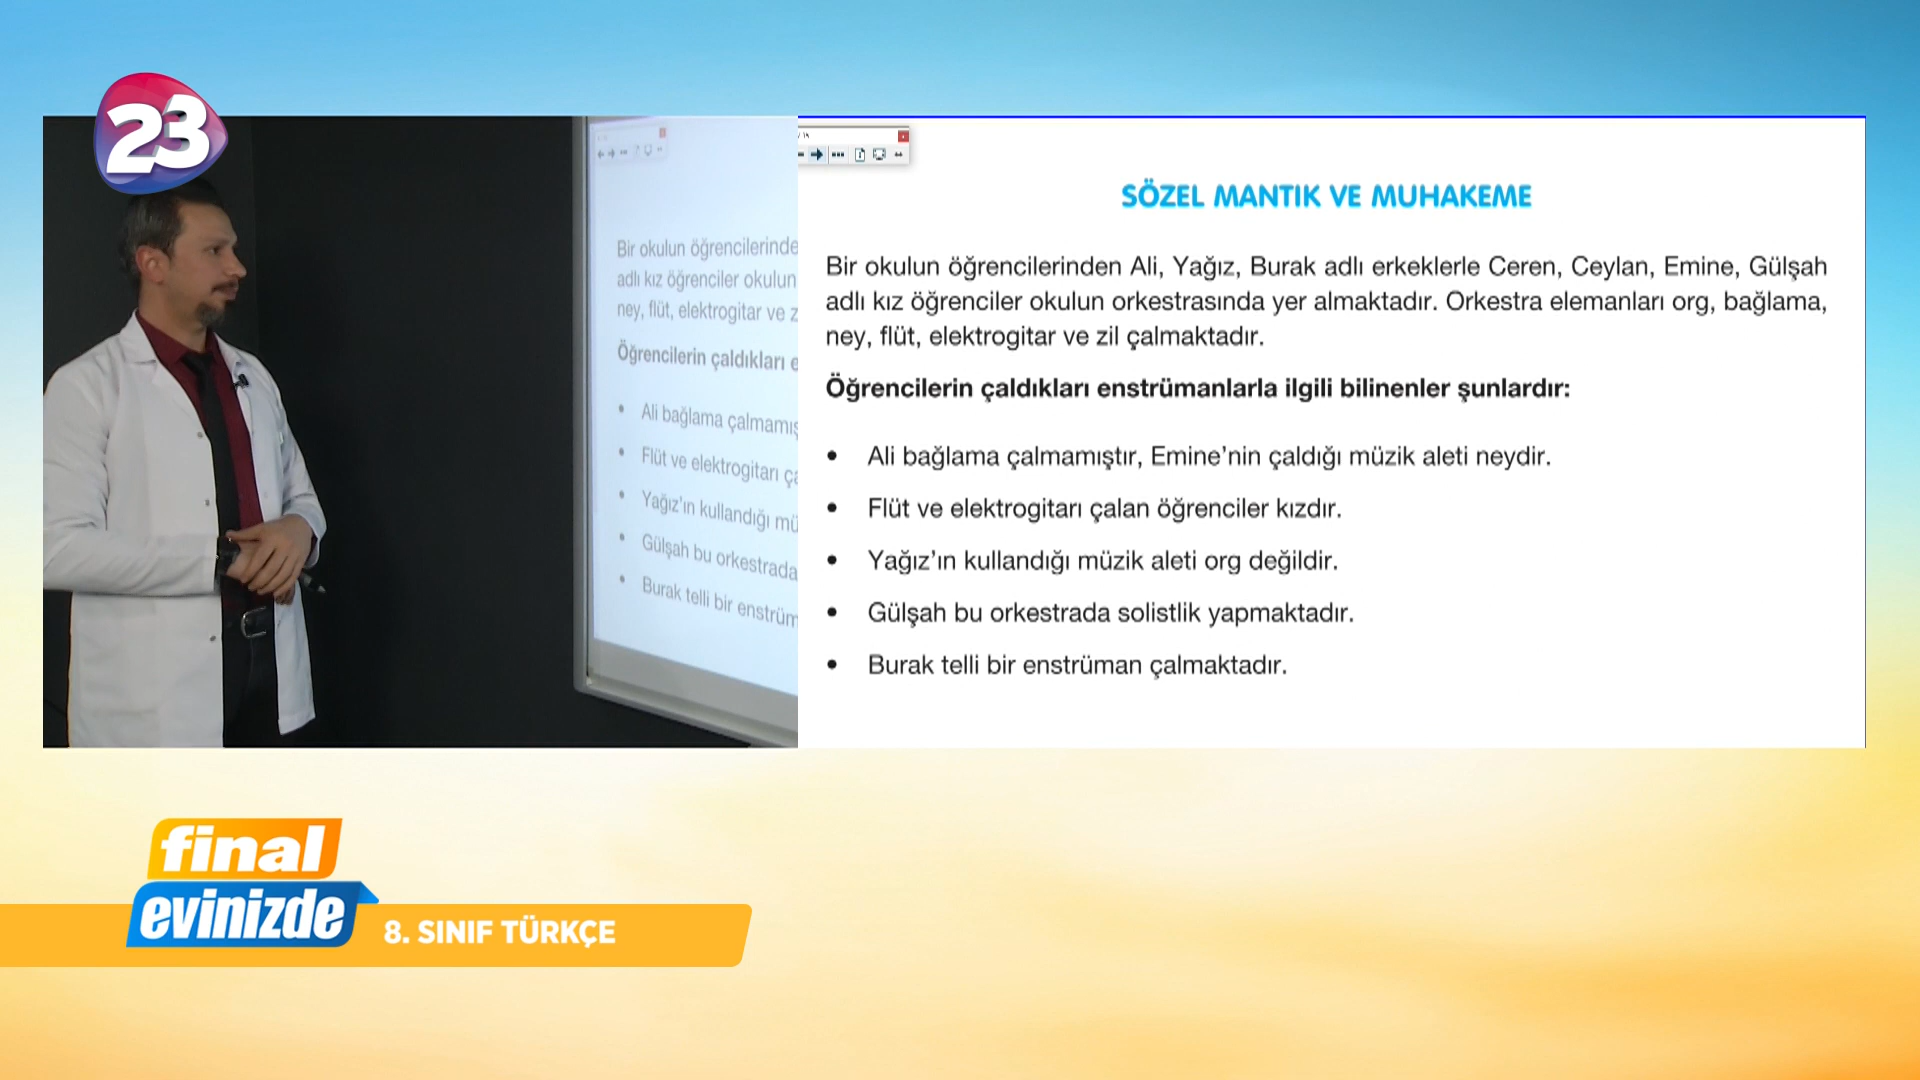 23
Bir okulun öğrencilerinde
adlı kız öğrenciler okulun
ney, flüt, elektrogitar ve z
Öğrencilerin çaldıkları e
• Ali bağlama çalmamış
• Flüt ve elektrogitarı ça
• Yağız'ın kullandığı mü
• Gülşah bu orkestrada
• Burak telli bir enstrüm
SÖZEL MANTIK VE MUHAKEME
Bir okulun öğrencilerinden Ali, Yağız, Burak adlı erkeklerle Ceren, Ceylan, Emine, Gülşah
adlı kız öğrenciler okulun orkestrasında yer almaktadır. Orkestra elemanları org, bağlama,
ney, flüt, elektrogitar ve zil çalmaktadır.
Öğrencilerin çaldıkları enstrümanlarla ilgili bilinenler şunlardır:
• Ali bağlama çalmamıştır, Emine'nin çaldığı müzik aleti neydir.
• Flüt ve elektrogitarı çalan öğrenciler kızdır.
• Yağız'ın kullandığı müzik aleti org değildir.
• Gülşah bu orkestrada solistlik yapmaktadır.
• Burak telli bir enstrüman çalmaktadır.
final
evinizde
8. SINIF TÜRKÇE